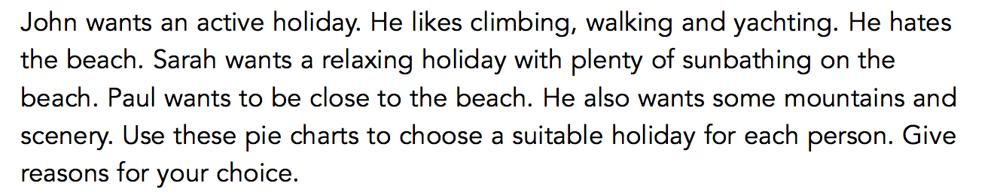 John wants an active holiday. He likes climbing, walking and yachting. He hates
the beach. Sarah wants a relaxing holiday with plenty of sunbathing on the
beach. Paul wants to be close to the beach. He also wants some mountains and
scenery. Use these pie charts to choose a suitable holiday for each person. Give
reasons for your choice.